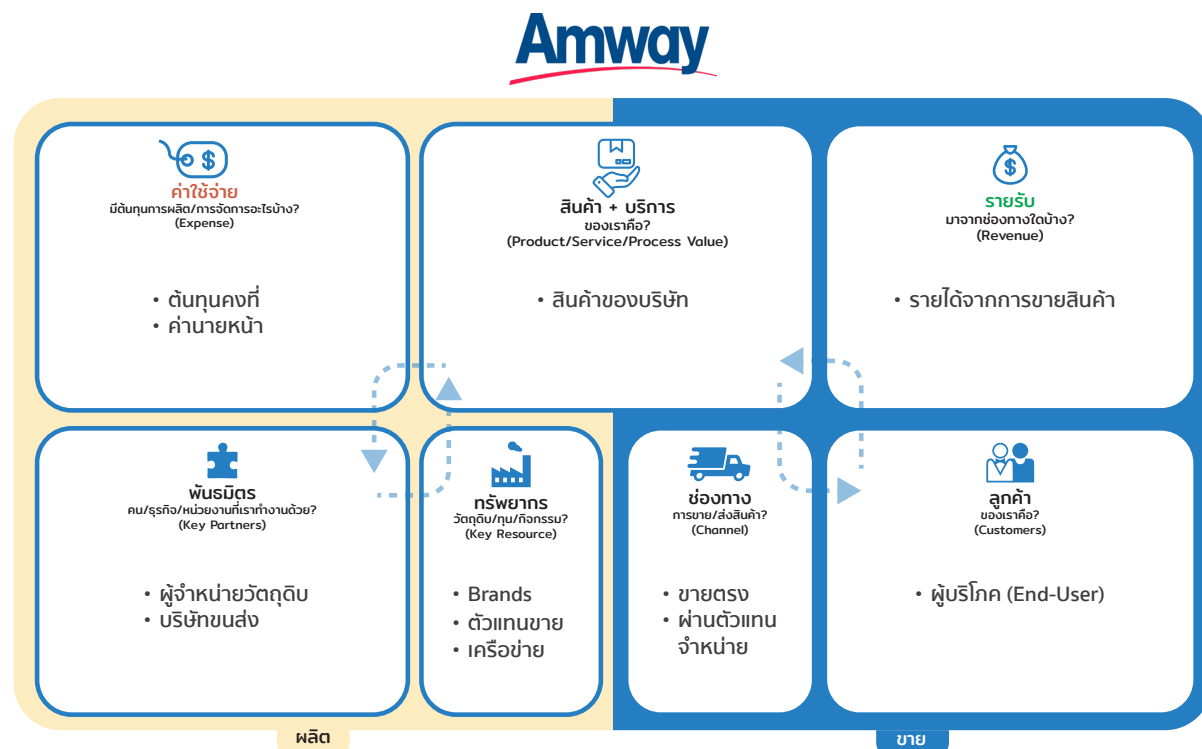 Amway
ค่าใช้จ่าย
มีต้นทุนการผลิต/การจัดการอะไรบ้าง?
(Expense)
• ต้นทุนคงที่
• ค่านายหน้า
สินค้า + บริการ
ของเราคือ?
(Product/Service/Process Value)
• สินค้าของบริษัท
รายรับ
มาจากช่องทางใดบ้าง?
(Revenue)
• รายได้จากการขายสินค้า
พันธมิตร
คน/ธุรกิจ/หน่วยงานที่เราทำงานด้วย?
(Key Partners)
• ผู้จำหน่ายวัตถุดิบ
• บริษัทขนส่ง
ทรัพยากร
วัตถุดิบ/ทุน/กิจกรรม?
(Key Resource)
• Brands
• ตัวแทนขาย
• เครือข่าย
ช่องทาง
การขาย/ส่งสินค้า?
(Channel)
• ขายตรง
• ผ่านตัวแทน
จำหน่าย
ลูกค้า
ของเราคือ?
(Customers)
• ผู้บริโภค (End-User)
ผลิต
ขาย